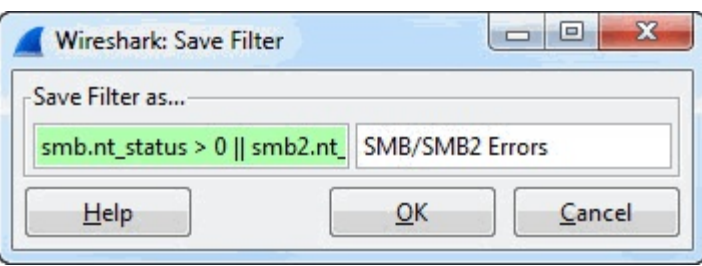 Wireshark: Save Filter
Save Filter as...
smb.nt_status > 0 || smb2.nt_ SMB/SMB2 Errors
Help OK Cancel